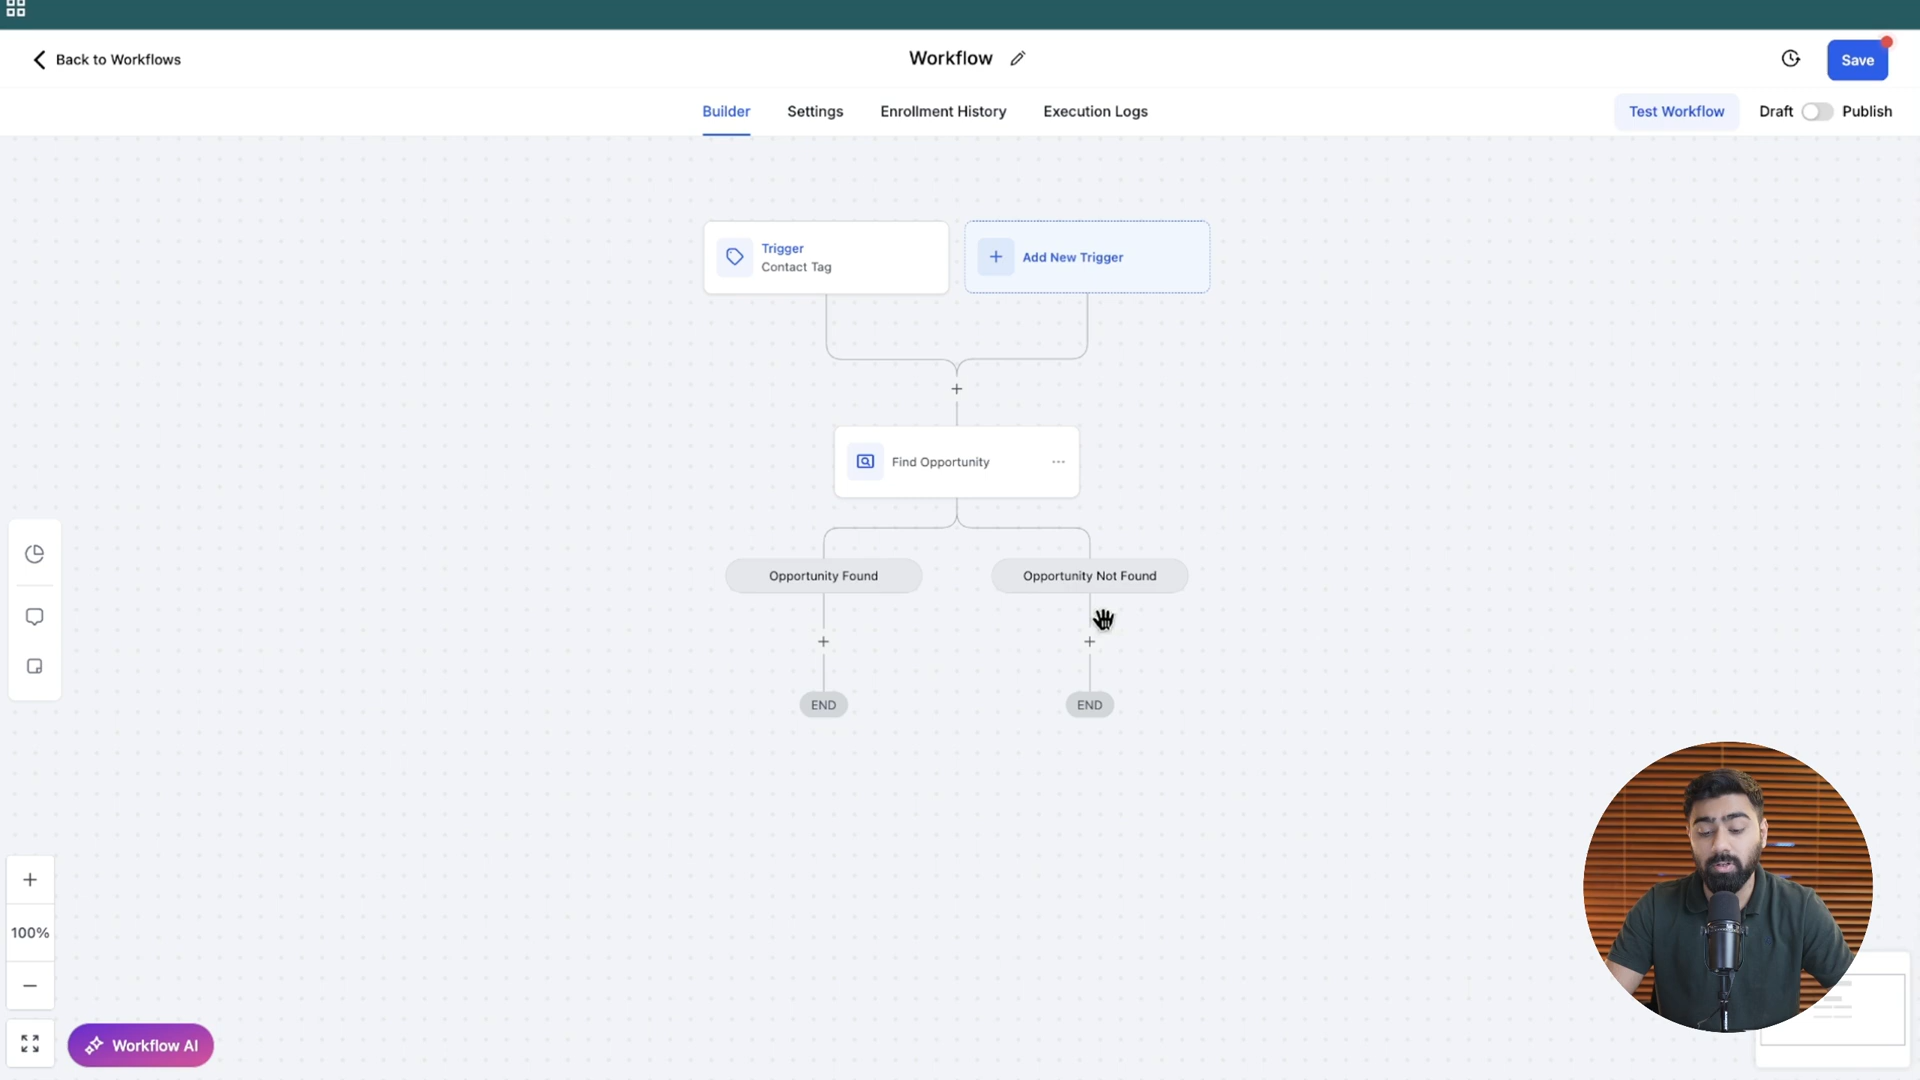 Back to Workflows
Workflow
Save
Builder
Settings
Enrollment History
Execution Logs
Test Workflow
Draft
Publish
Trigger
Contact Tag
Add New Trigger
Find Opportunity
Opportunity Found
Opportunity Not Found
END
END
100%
Workflow AI